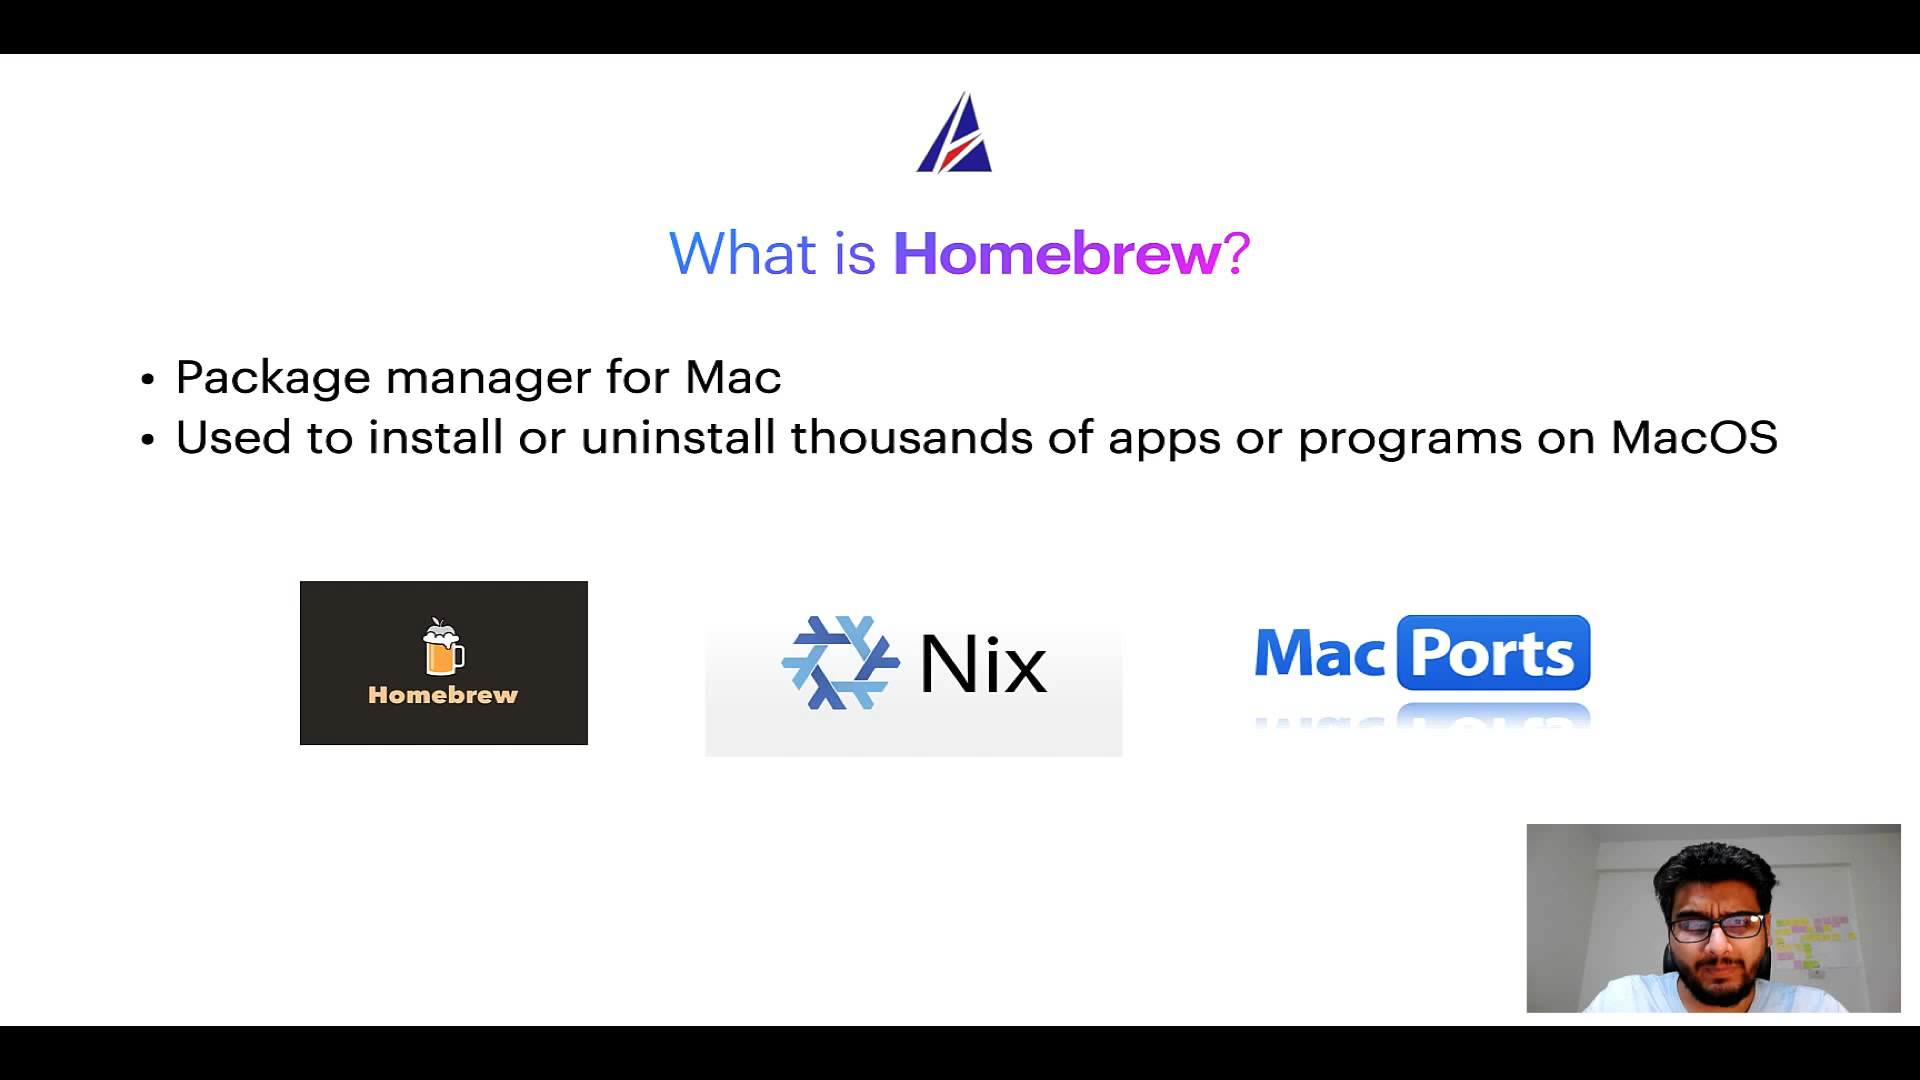 What is Homebrew?
• Package manager for Mac
• Used to install or uninstall thousands of apps or programs on MacOS
Homebrew
Nix
Mac Ports